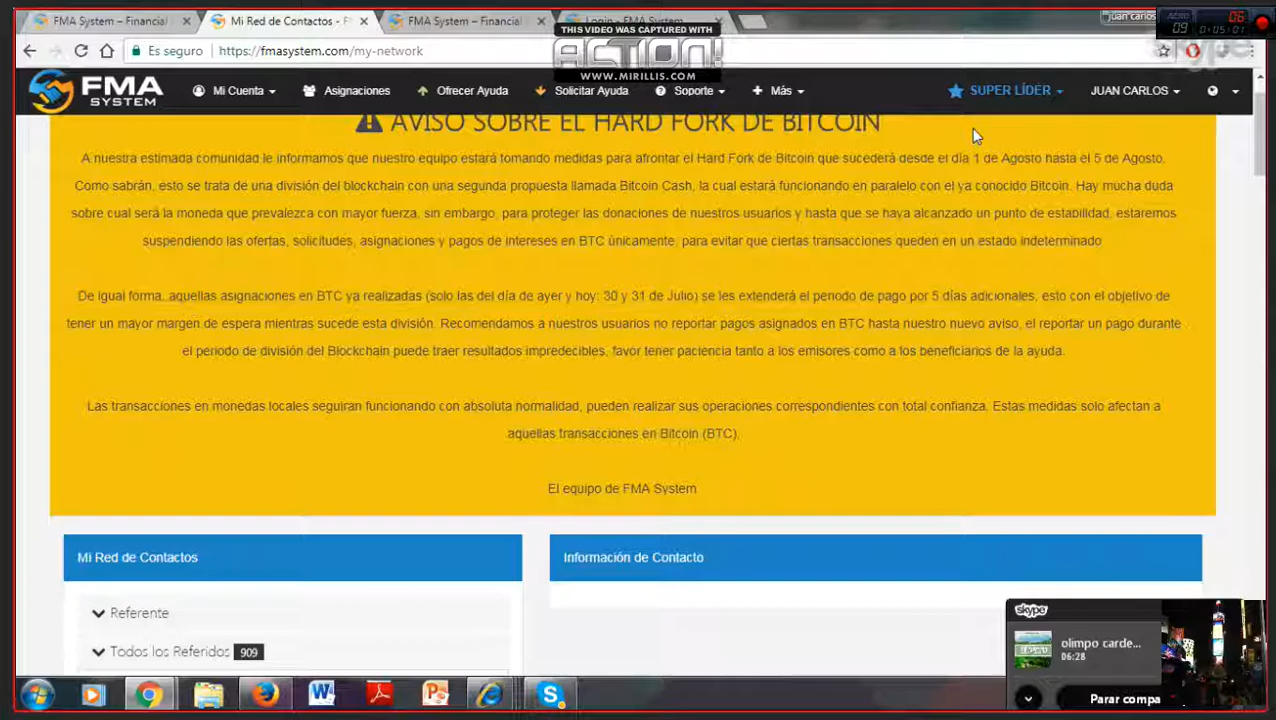 FMA System – Financial
Mi Red de Contactos - F
FMA System – Financial
Login - FMA System
juan carlos
06
09
0:05:01
THIS VIDEO WAS CAPTURED WITH
ACTION!
WWW.MIRILLIS.COM
skype
Es seguro
https://fmasystem.com/my-network
FMA
SYSTEM
Mi Cuenta
Asignaciones
Ofrecer Ayuda
Solicitar Ayuda
Soporte
Más
SUPER LÍDER
JUAN CARLOS
AVISO SOBRE EL HARD FORK DE BITCOIN
A nuestra estimada comunidad le informamos que nuestro equipo estará tomando medidas para afrontar el Hard Fork de Bitcoin que sucederá desde el día 1 de Agosto hasta el 5 de Agosto.
Como sabrán, esto se trata de una división del blockchain con una segunda propuesta llamada Bitcoin Cash, la cual estará funcionando en paralelo con el ya conocido Bitcoin. Hay mucha duda
sobre cual será la moneda que prevalezca con mayor fuerza, sin embargo, para proteger las donaciones de nuestros usuarios y hasta que se haya alcanzado un punto de estabilidad, estaremos
suspendiendo las ofertas, solicitudes, asignaciones y pagos de intereses en BTC únicamente, para evitar que ciertas transacciones queden en un estado indeterminado
De igual forma, aquellas asignaciones en BTC ya realizadas (solo las del día de ayer y hoy: 30 y 31 de Julio) se les extenderá el periodo de pago por 5 días adicionales, esto con el objetivo de
tener un mayor margen de espera mientras sucede esta división. Recomendamos a nuestros usuarios no reportar pagos asignados en BTC hasta nuestro nuevo aviso, el reportar un pago durante
el periodo de división del Blockchain puede traer resultados impredecibles, favor tener paciencia tanto a los emisores como a los beneficiarios de la ayuda.
Las transacciones en monedas locales seguiran funcionando con absoluta normalidad, pueden realizar sus operaciones correspondientes con total confianza. Estas medidas solo afectan a
aquellas transacciones en Bitcoin (BTC).
El equipo de FMA System
Mi Red de Contactos
Información de Contacto
Referente
Todos los Referidos 909
skype
olimpo carde...
06:28
Parar compa